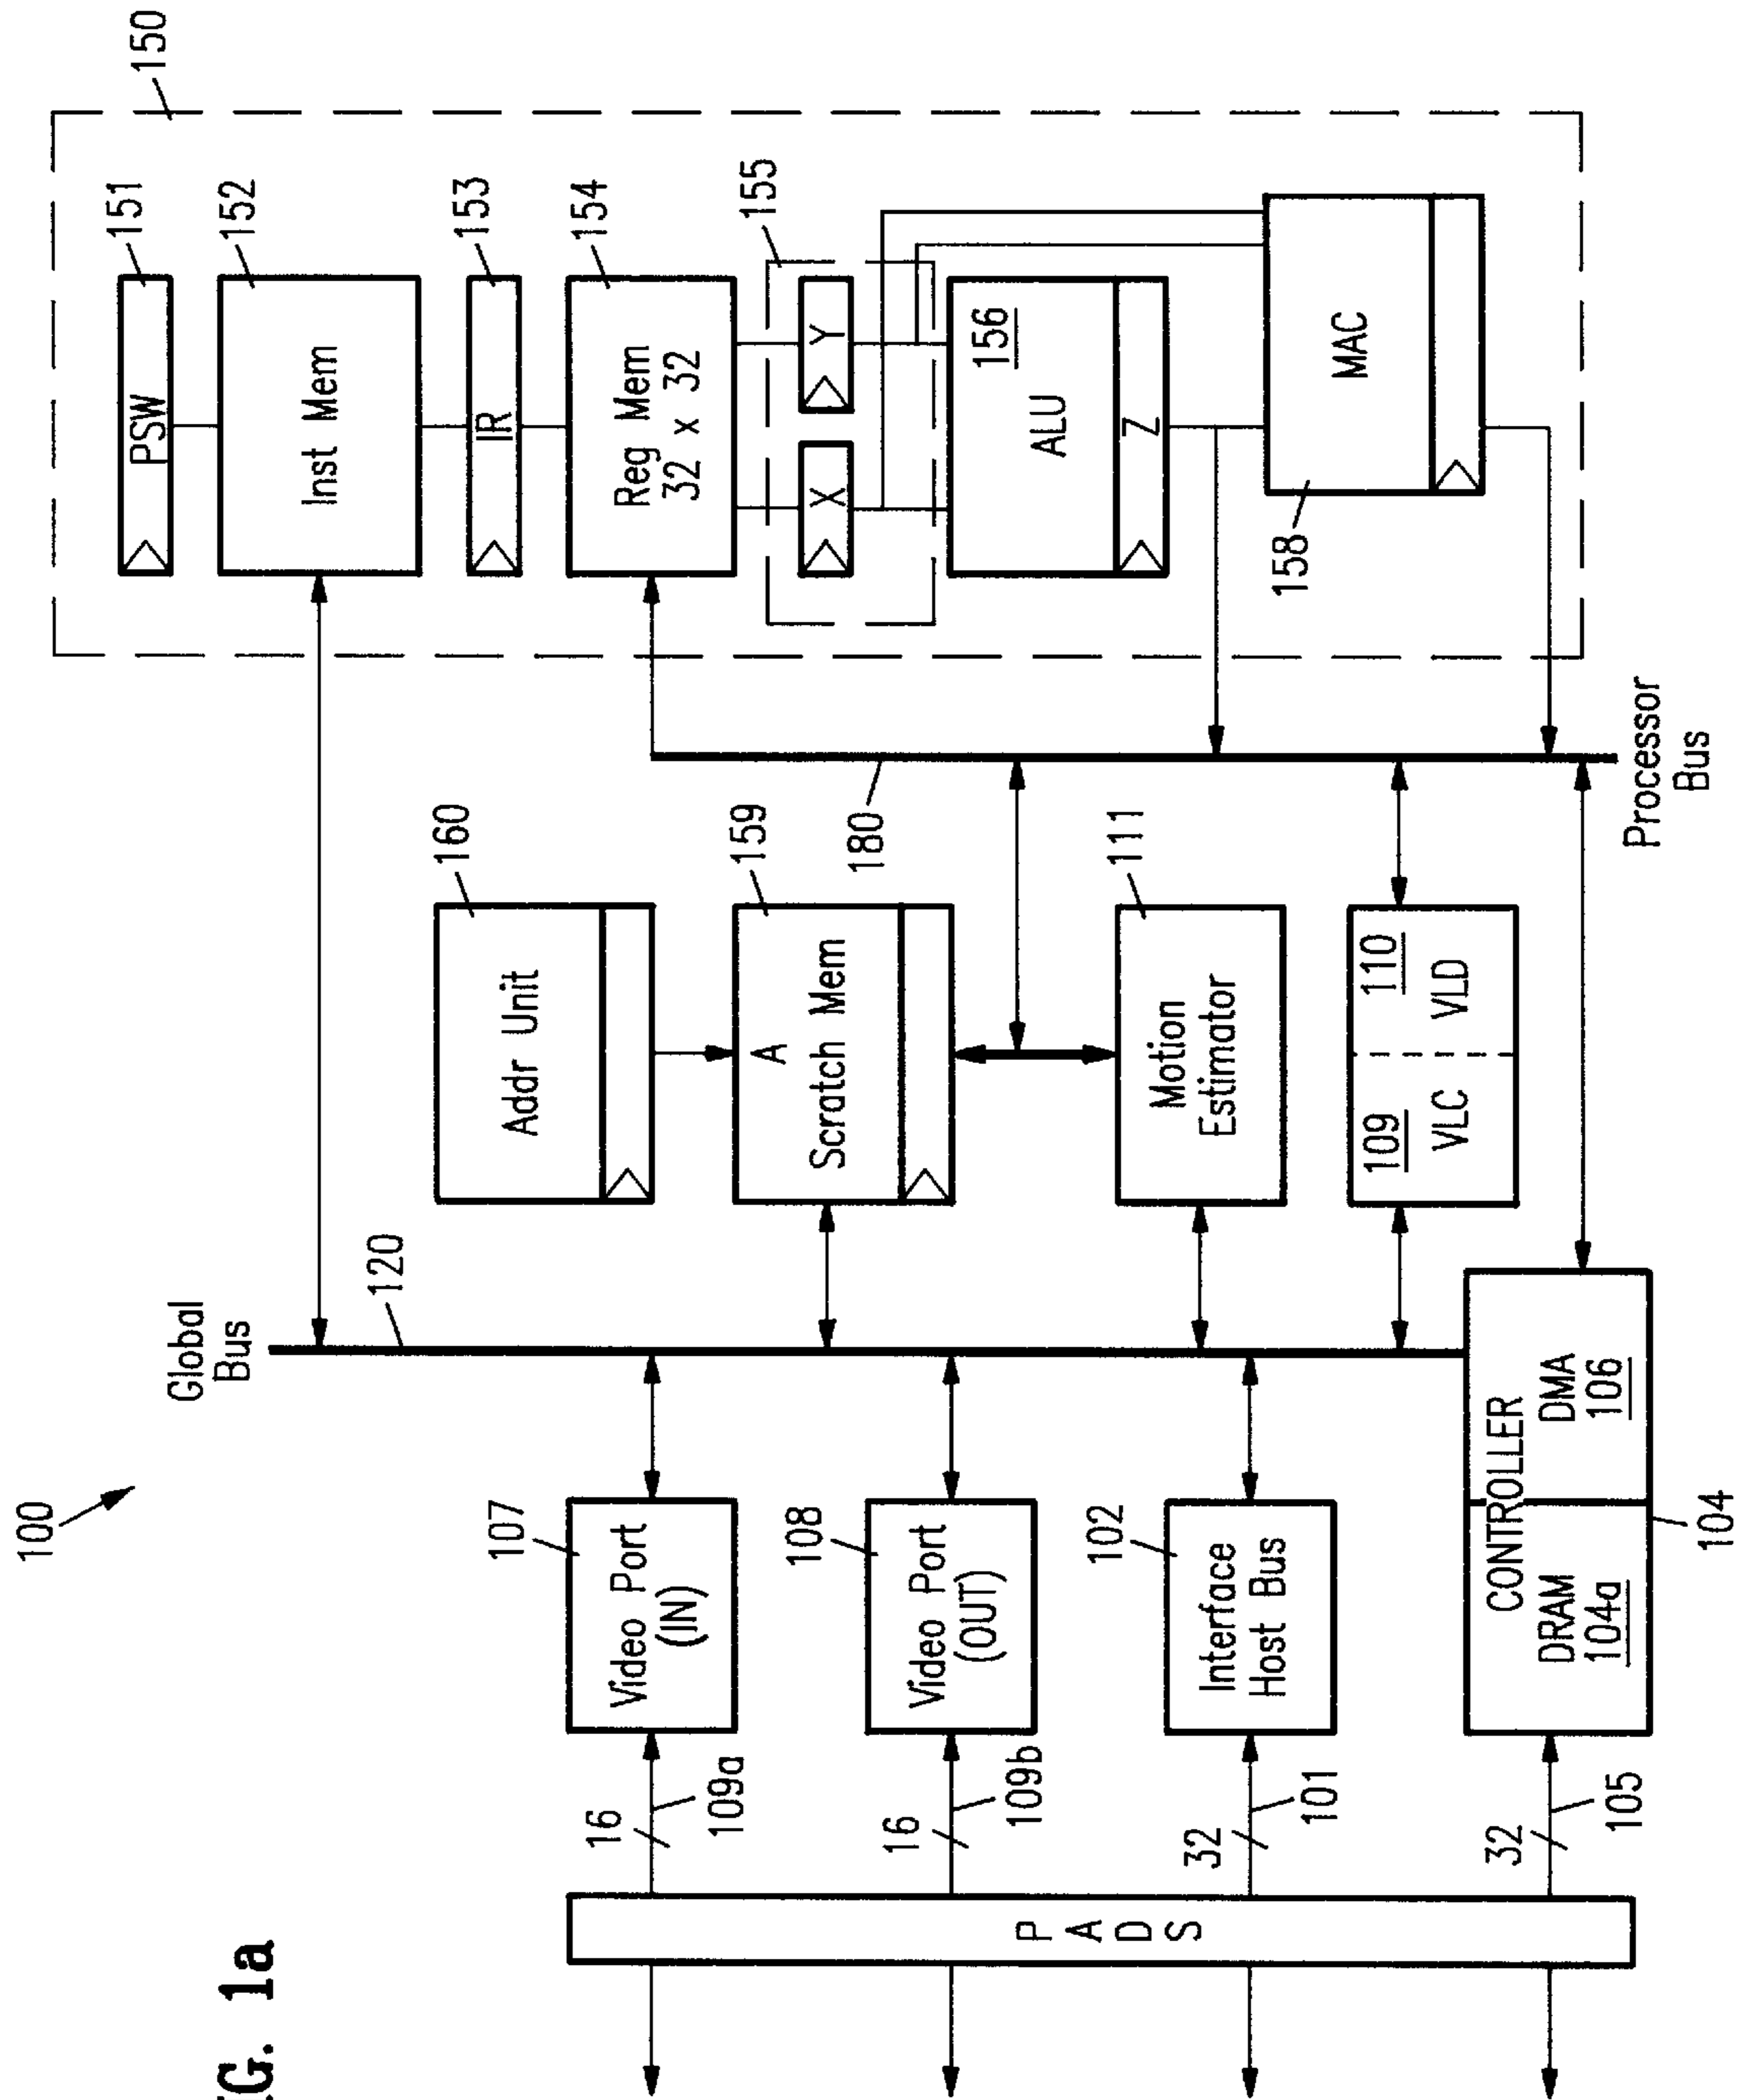 100
Global
Bus
120
150
PSW
151
Inst Mem
152
IR
153
Reg Mem
32 x 32
154
155
X
Y
ALU
156
Z
MAC
158
Addr Unit
160
A
Scratch Mem
159
180
Motion
Estimator
111
109
VLC
110
VLD
Processor
Bus
107
Video Port
(IN)
16
109a
108
Video Port
(OUT)
16
109b
102
Interface
Host Bus
32
101
CONTROLLER
DRAM
104a
DMA
106
104
32
105
PADS
IG. 1a